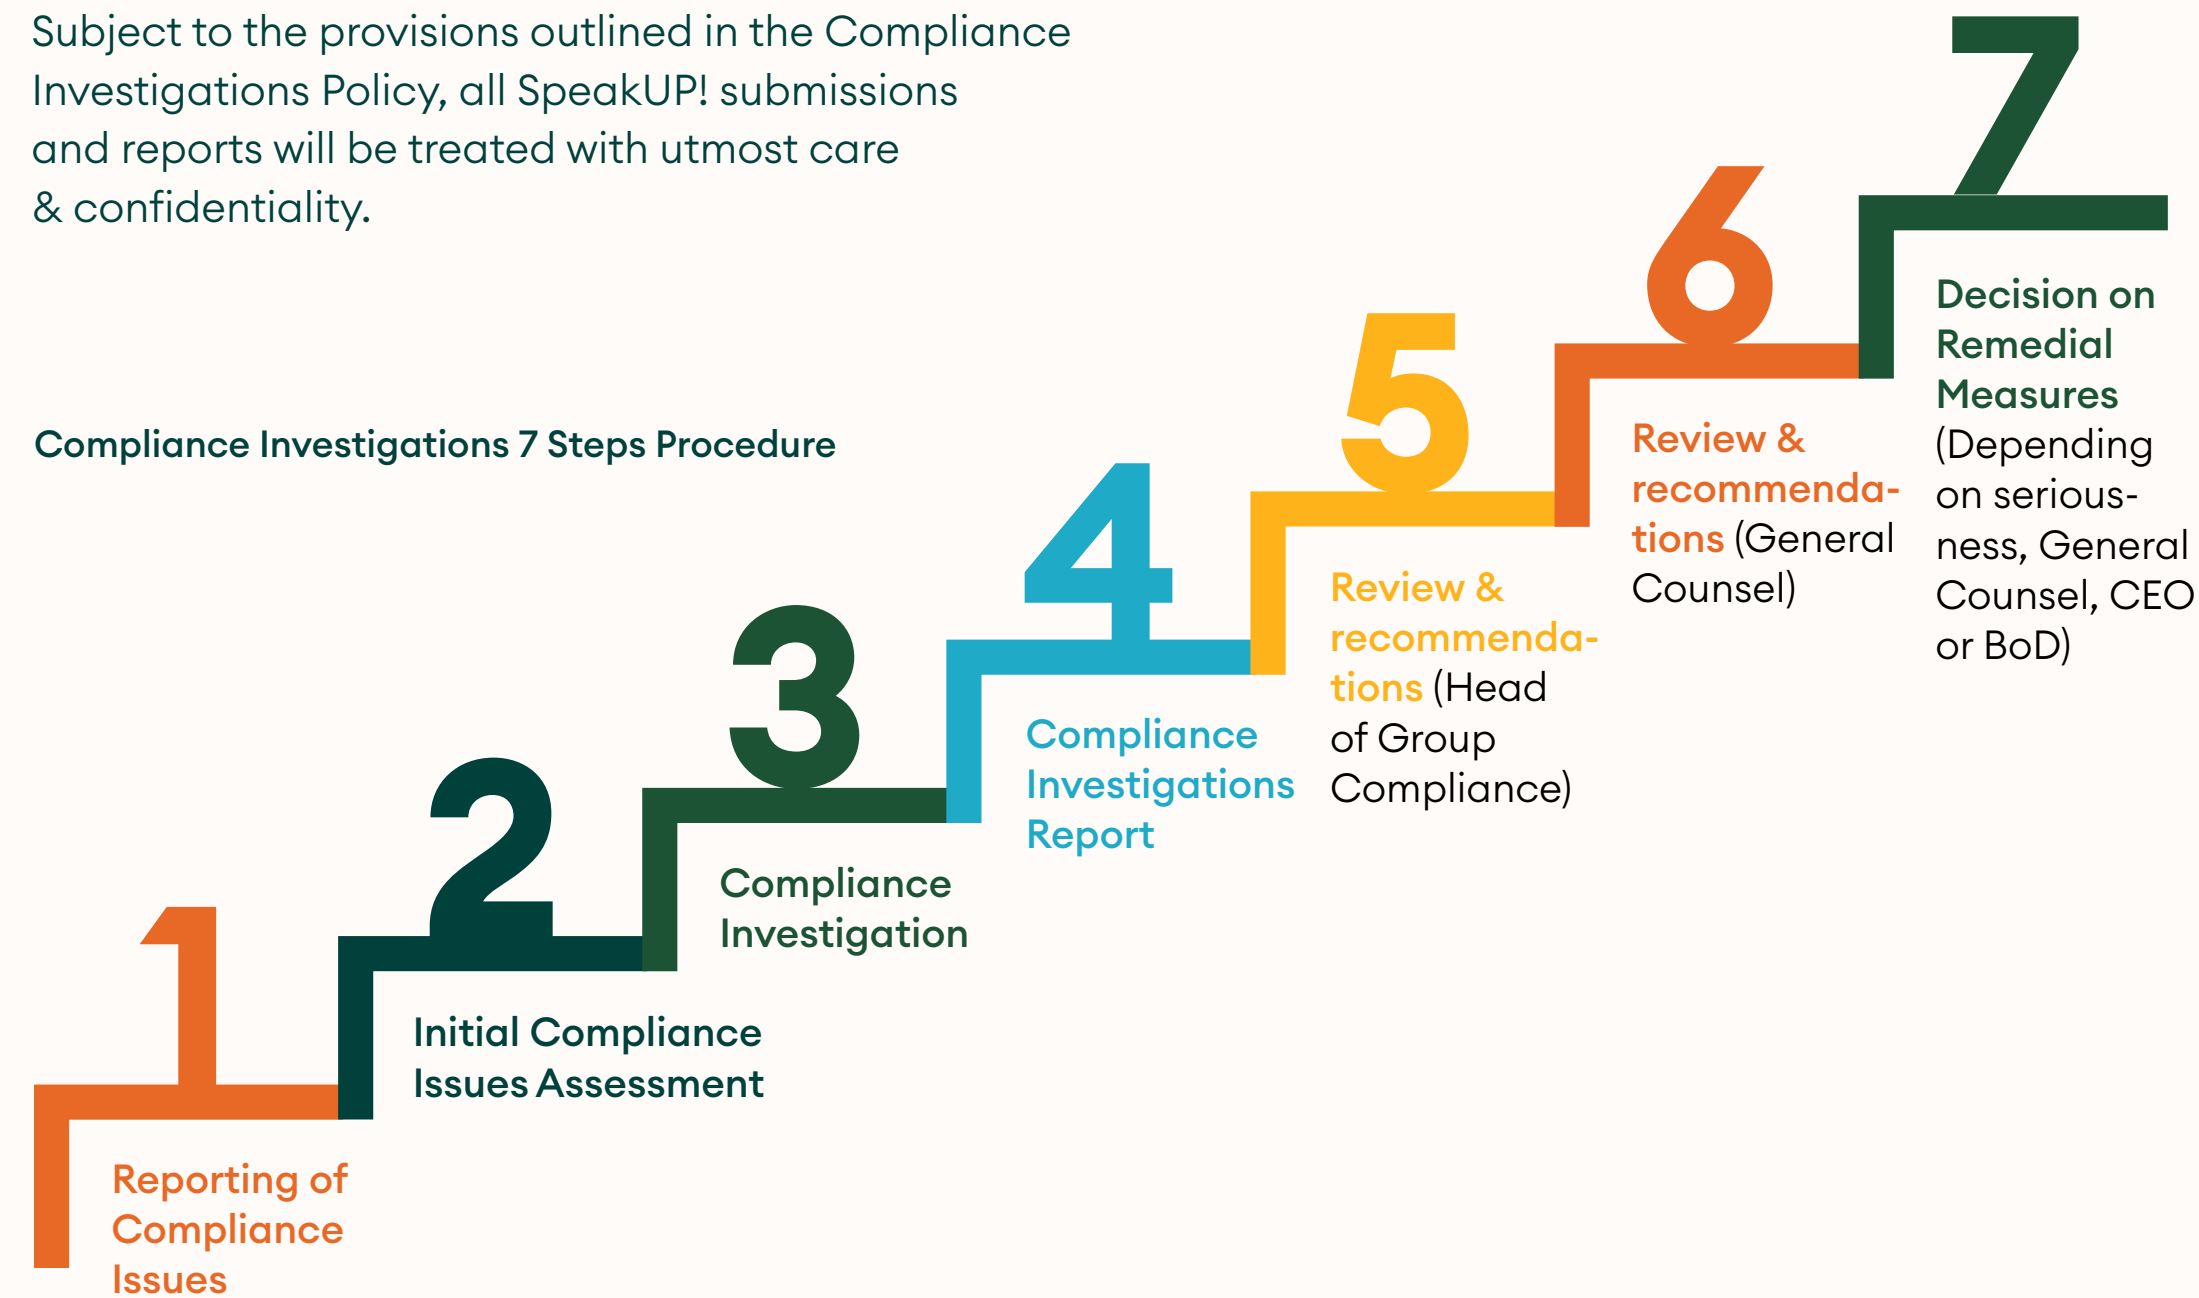 Subject to the provisions outlined in the Compliance
Investigations Policy, all SpeakUP! submissions
and reports will be treated with utmost care
& confidentiality.
Compliance Investigations 7 Steps Procedure
1
Reporting of
Compliance
Issues
2
Initial Compliance
Issues Assessment
3
Compliance
Investigation
4
Compliance
Investigations
Report
5
Review &
recommenda-
tions (Head
of Group
Compliance)
6
Review &
recommenda-
tions (General
Counsel)
7
Decision on
Remedial
Measures
(Depending
on serious-
ness, General
Counsel, CEO
or BoD)